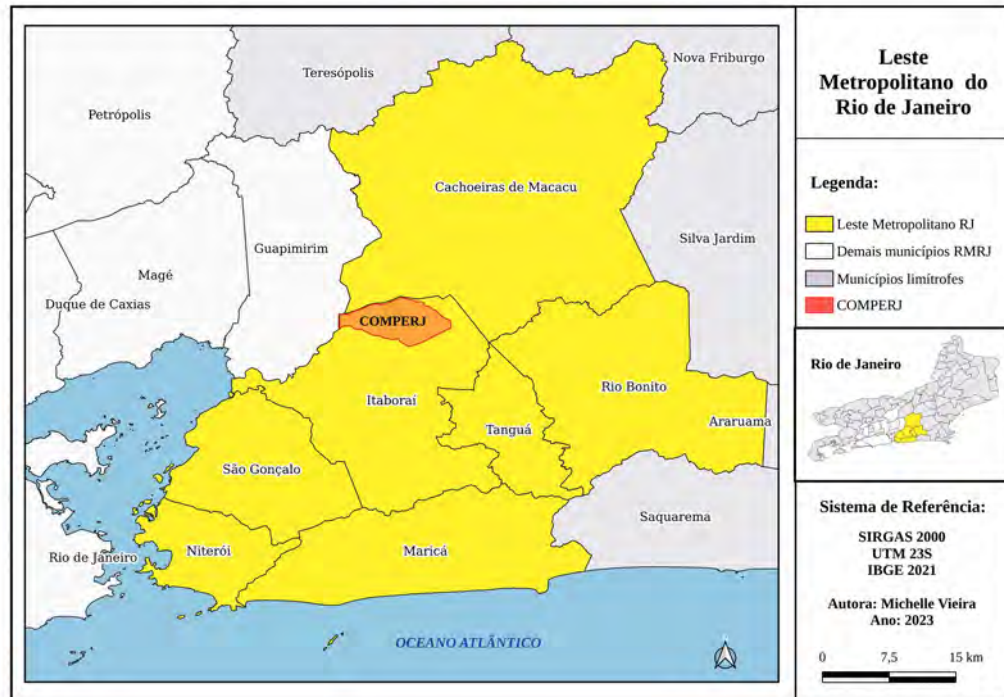 Teresópolis
Nova Friburgo
Petrópolis
Cachoeiras de Macacu
Guapimirim
Silva Jardim
Magé
Duque de Caxias
COMPERJ
Itaboraí
Rio Bonito
Araruama
Tanguá
São Gonçalo
Saquarema
Rio de Janeiro
Niterói
Maricá
OCEANO ATLÂNTICO
Leste
Metropolitano do
Rio de Janeiro
Legenda:
Leste Metropolitano RJ
Demais municípios RMRJ
Municípios limítrofes
COMPERJ
Rio de Janeiro
Sistema de Referência:
SIRGAS 2000
UTM 23S
IBGE 2021
Autora: Michelle Vieira
Ano: 2023
0 7,5 15 km